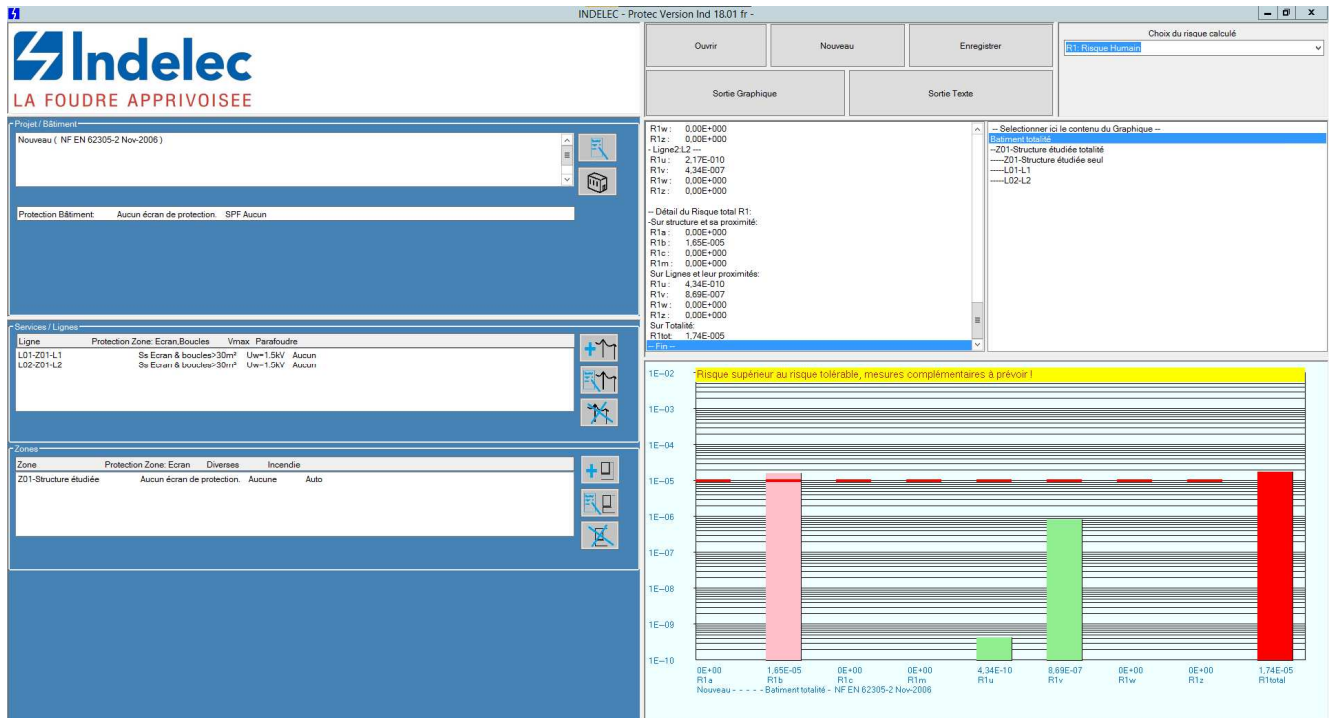 INDELEC - Protec Version Ind 18.01 fr -
Indelec
LA FOUDRE APPRIVOISEE
Ouvrir
Nouveau
Enregistrer
Sortie Graphique
Sortie Texte
Choix du risque calculé
R1: Risque Humain
Projet / Bâtiment
Nouveau ( NF EN 62305-2 Nov-2006 )
Protection Bâtiment: Aucun écran de protection. SPF Aucun
Services / Lignes
Ligne Protection Zone: Ecran,Boucles Vmax Parafoudre
L01-Z01-L1 Ss Ecran & boucles>30m² Uw=1.5kV Aucun
L02-Z01-L2 Ss Ecran & boucles>30m² Uw=1.5kV Aucun
Zones
Zone Protection Zone: Ecran Diverses Incendie
Z01-Structure étudiée Aucun écran de protection. Aucune Auto
R1w : 0,00E+000
R1z : 0,00E+000
- Ligne2:L2 ---
R1u : 2,17E-010
R1v : 4,34E-007
R1w : 0,00E+000
R1z : 0,00E+000
-- Détail du Risque total R1:
-Sur structure et sa proximité:
R1a : 0,00E+000
R1b : 1,65E-005
R1c : 0,00E+000
R1m : 0,00E+000
Sur Lignes et leur proximités:
R1u : 4,34E-010
R1v : 8,69E-007
R1w : 0,00E+000
R1z : 0,00E+000
Sur Totalité:
R1tot: 1,74E-005
-- Fin --
-- Selectionner ici le contenu du Graphique --
Batiment totalité
--Z01-Structure étudiée totalité
-----Z01-Structure étudiée seul
-----L01-L1
-----L02-L2
Risque supérieur au risque tolérable, mesures complémentaires à prévoir !
1E-02
1E-03
1E-04
1E-05
1E-06
1E-07
1E-08
1E-09
1E-10
0E+00 1,65E-05 0E+00 0E+00 4,34E-10 8,69E-07 0E+00 0E+00 1,74E-05
R1a R1b R1c R1m R1u R1v R1w R1z R1total
Nouveau - - - - - Batiment totalité - NF EN 62305-2 Nov-2006